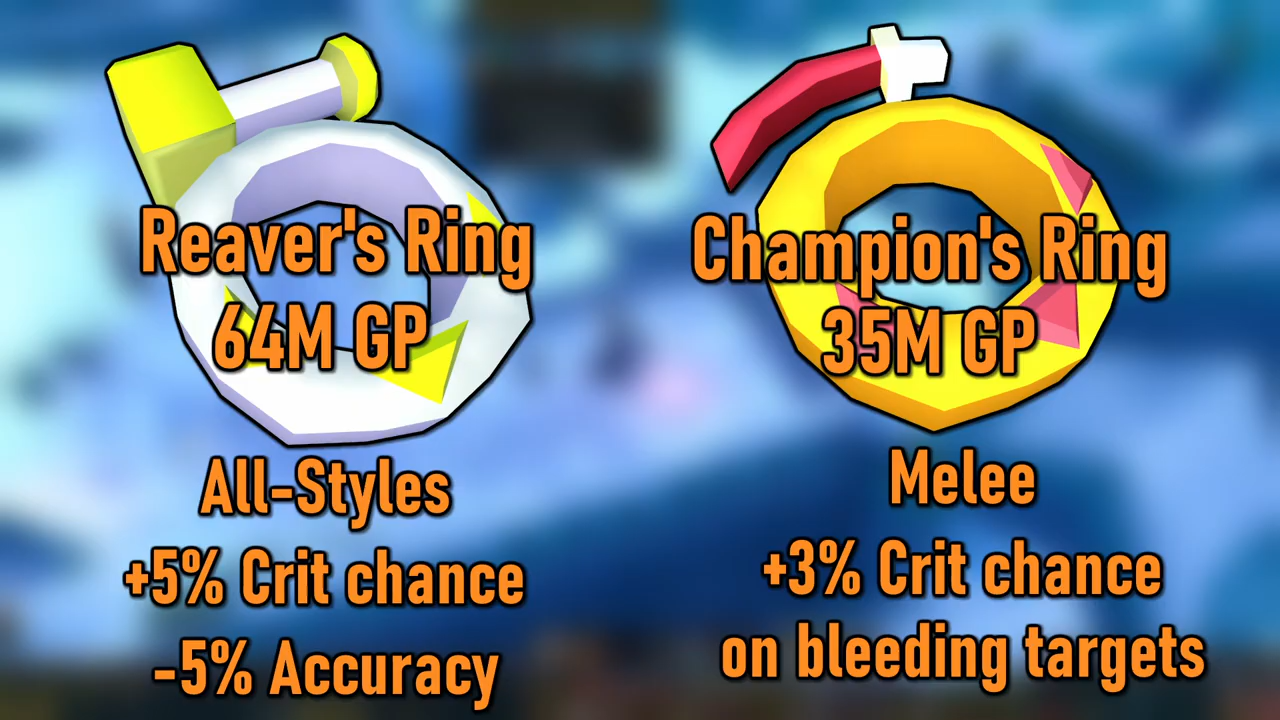 Reaver's Ring
64M GP
All-Styles
+5% Crit chance
-5% Accuracy
Champion's Ring
35M GP
Melee
+3% Crit chance
on bleeding targets